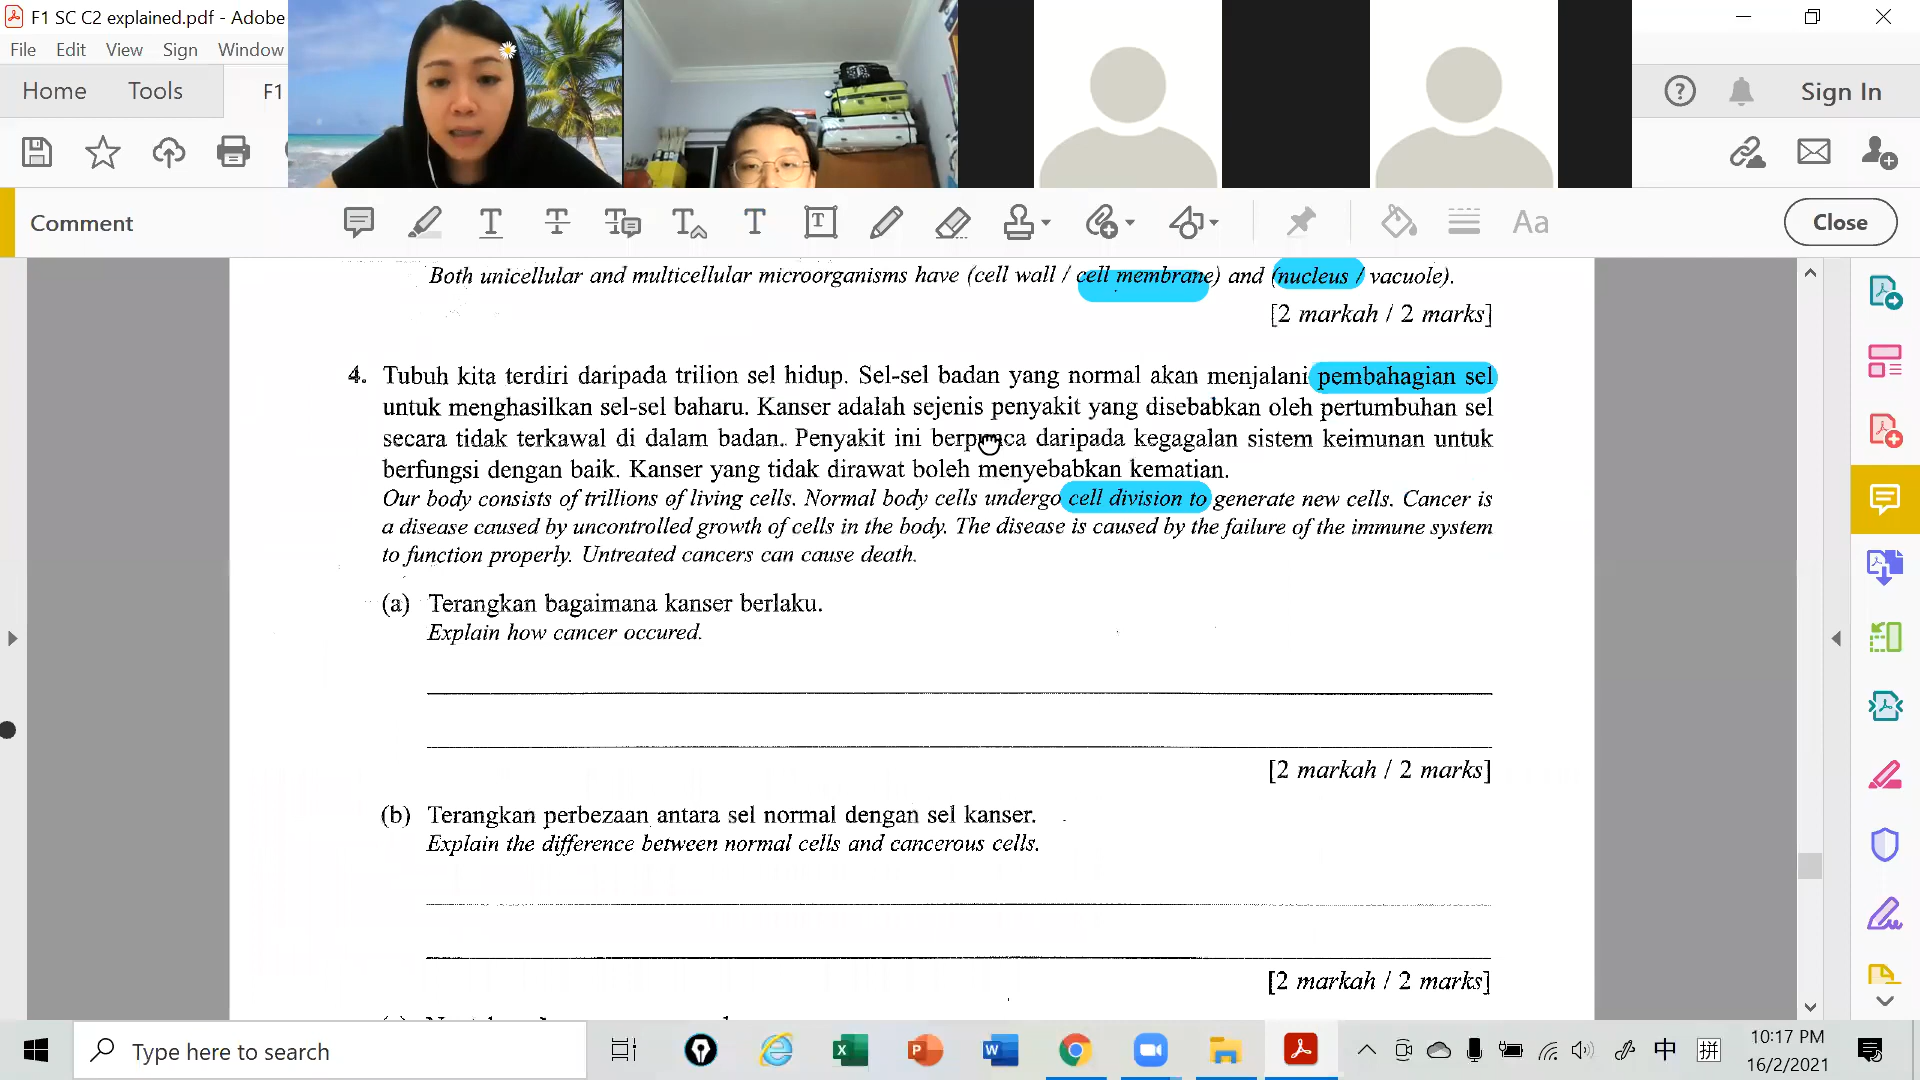 F1 SC C2 explained.pdf - Adobe
File Edit View Sign Window
Home Tools F1
Sign In
Comment
Aa
Close
Both unicellular and multicellular microorganisms have (cell wall / cell membrane) and (nucleus / vacuole).
[2 markah / 2 marks]
4. Tubuh kita terdiri daripada trilion sel hidup. Sel-sel badan yang normal akan menjalani pembahagian sel
untuk menghasilkan sel-sel baharu. Kanser adalah sejenis penyakit yang disebabkan oleh pertumbuhan sel
secara tidak terkawal di dalam badan. Penyakit ini berpunca daripada kegagalan sistem keimunan untuk
berfungsi dengan baik. Kanser yang tidak dirawat boleh menyebabkan kematian.
Our body consists of trillions of living cells. Normal body cells undergo cell division to generate new cells. Cancer is
a disease caused by uncontrolled growth of cells in the body. The disease is caused by the failure of the immune system
to function properly. Untreated cancers can cause death.
(a) Terangkan bagaimana kanser berlaku.
Explain how cancer occured.
[2 markah / 2 marks]
(b) Terangkan perbezaan antara sel normal dengan sel kanser.
Explain the difference between normal cells and cancerous cells.
[2 markah / 2 marks]
Type here to search
中 拼
10:17 PM
16/2/2021